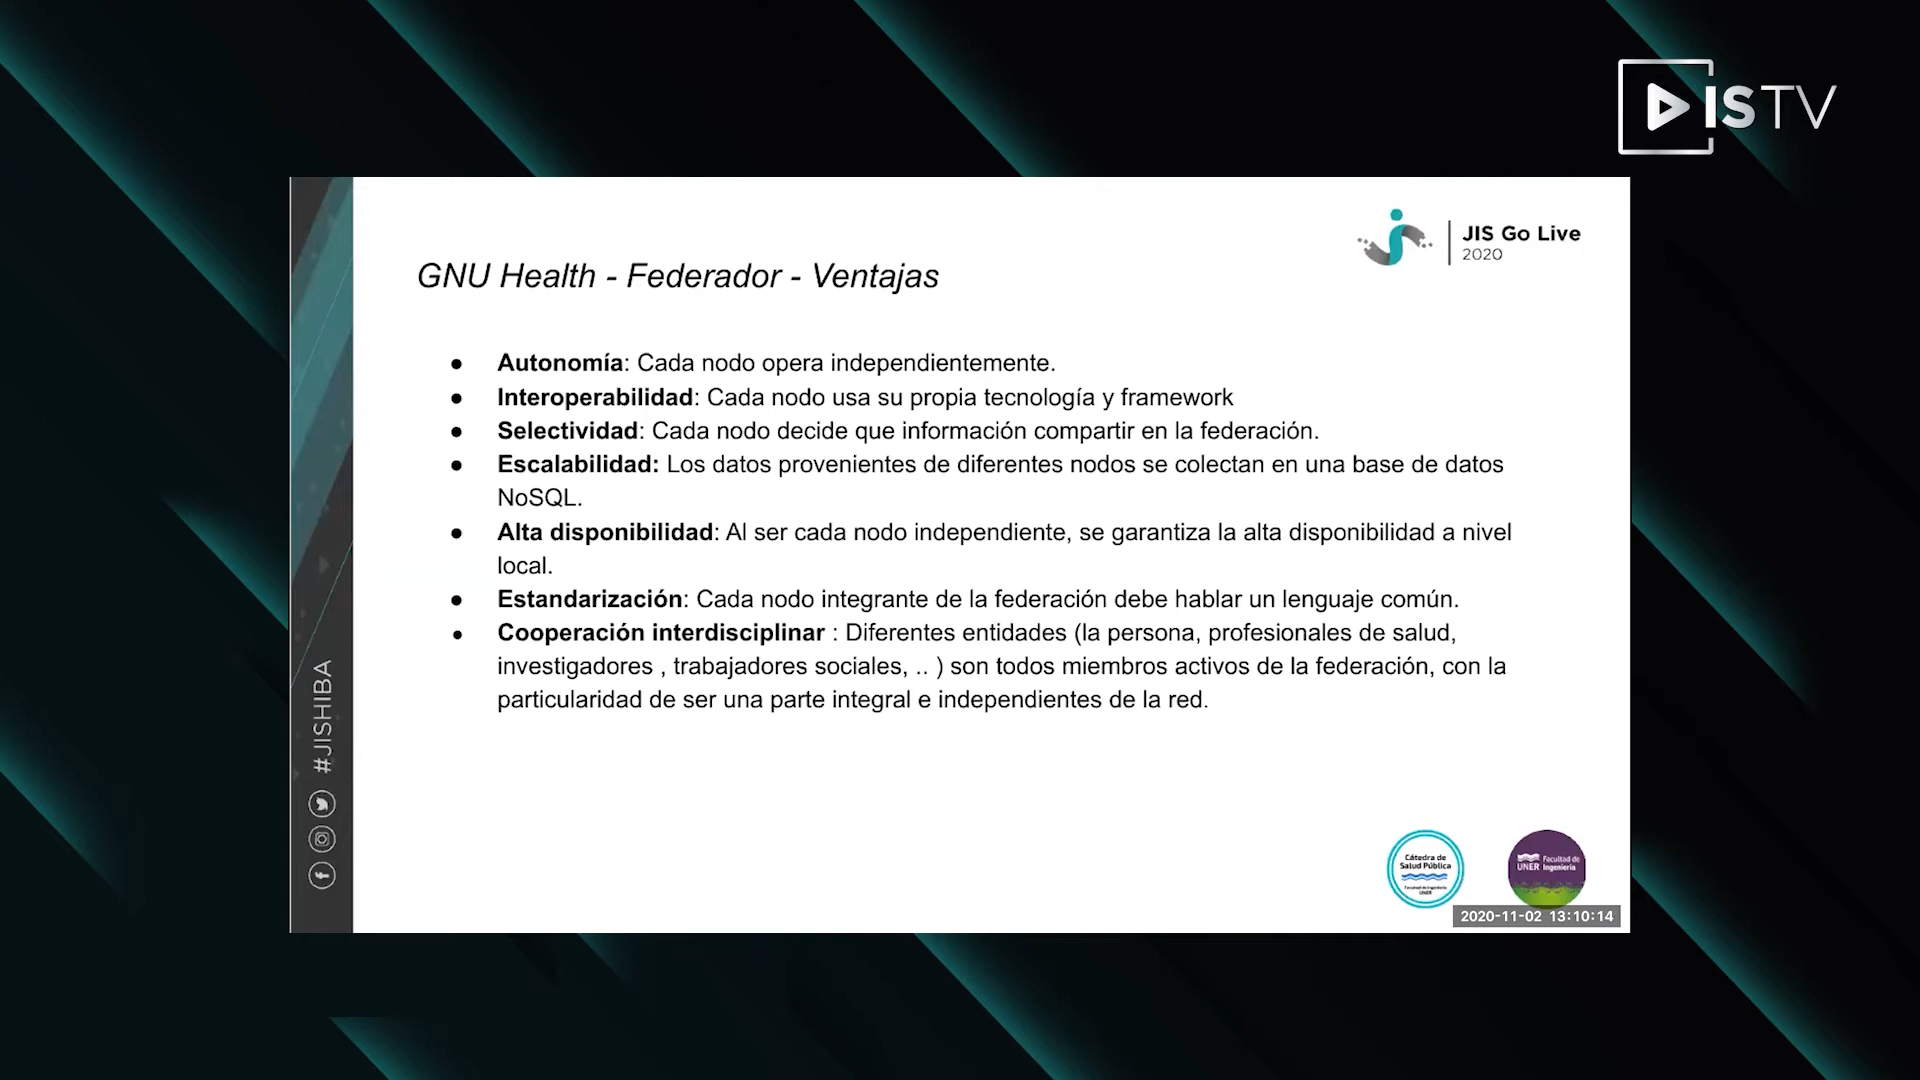 ISTV
JIS Go Live
2020
GNU Health - Federador - Ventajas
● Autonomía: Cada nodo opera independientemente.
● Interoperabilidad: Cada nodo usa su propia tecnología y framework
● Selectividad: Cada nodo decide que información compartir en la federación.
● Escalabilidad: Los datos provenientes de diferentes nodos se colectan en una base de datos
NoSQL.
● Alta disponibilidad: Al ser cada nodo independiente, se garantiza la alta disponibilidad a nivel
local.
● Estandarización: Cada nodo integrante de la federación debe hablar un lenguaje común.
● Cooperación interdisciplinar : Diferentes entidades (la persona, profesionales de salud,
investigadores , trabajadores sociales, .. ) son todos miembros activos de la federación, con la
particularidad de ser una parte integral e independientes de la red.
#JISHIBA
Cátedra de
Salud Pública
Facultad de Ingeniería
UNER
UNER
Facultad de
Ingeniería
2020-11-02 13:10:14